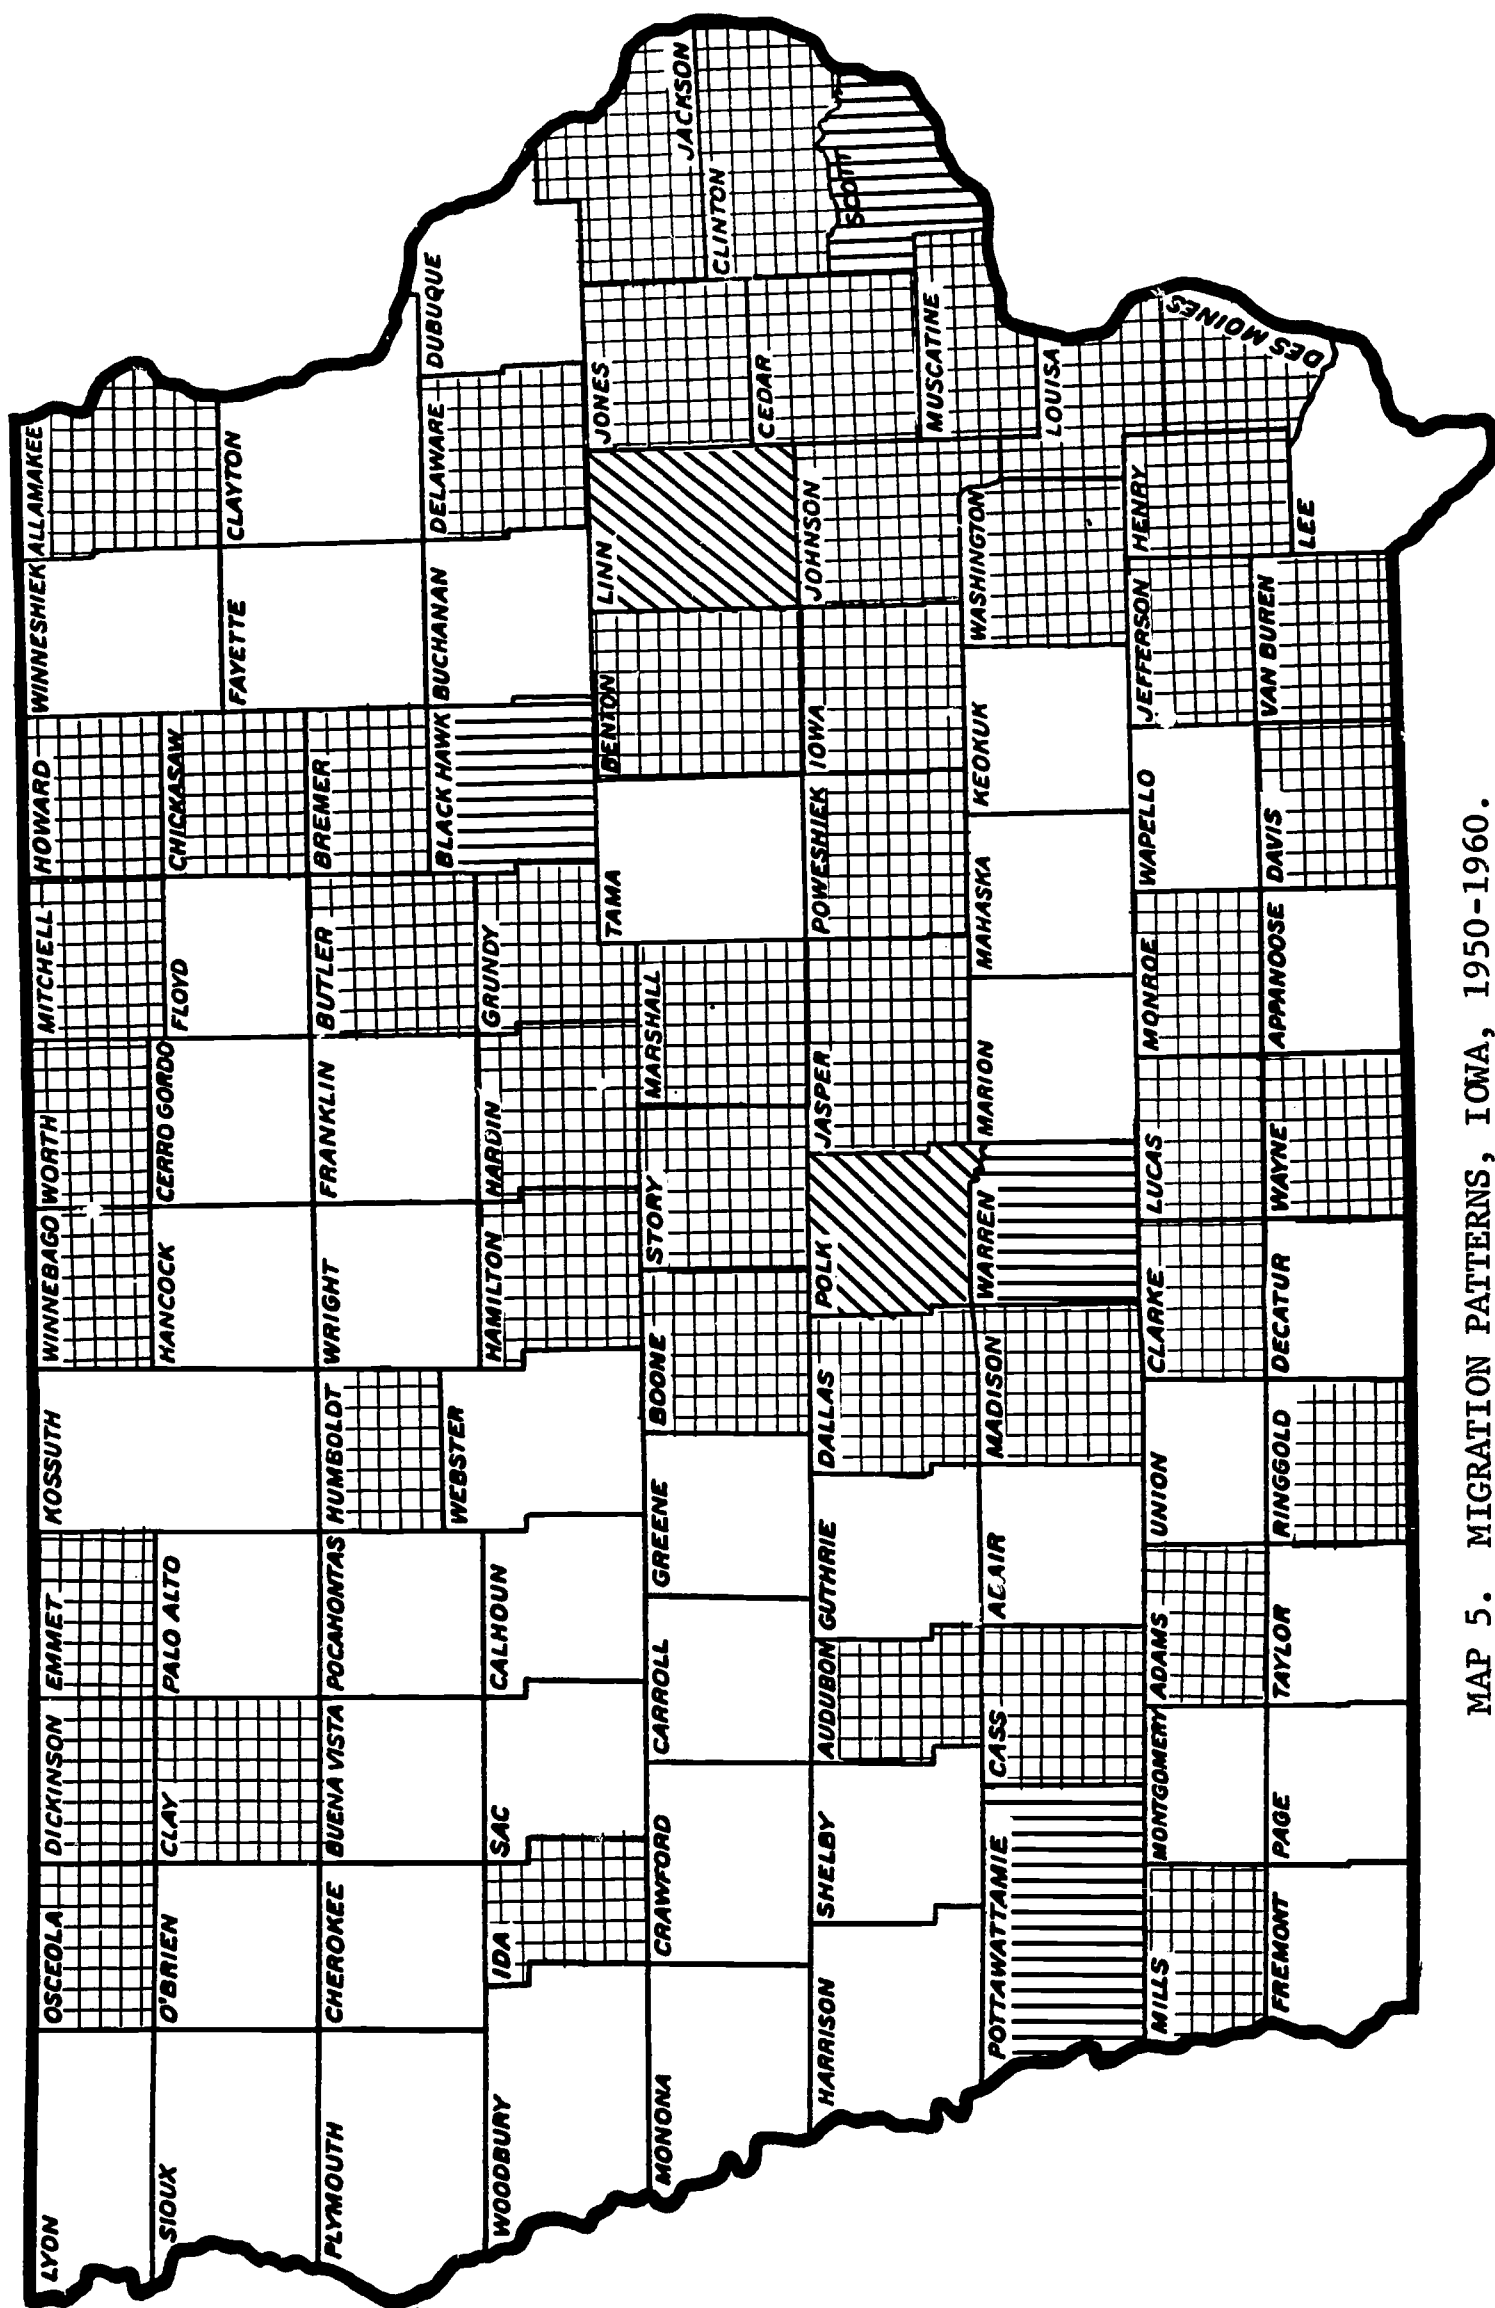 LYON
OSCEOLA
DICKINSON
EMMET
KOSSUTH
WINNEBAGO
WORTH
MITCHELL
HOWARD
WINNESHIEK
ALLAMAKEE
SIOUX
O'BRIEN
CLAY
PALO ALTO
HANCOCK
CERRO GORDO
FLOYD
CHICKASAW
FAYETTE
CLAYTON
PLYMOUTH
CHEROKEE
BUENA VISTA
POCAHONTAS
HUMBOLDT
WRIGHT
FRANKLIN
BUTLER
BREMER
WOODBURY
IDA
SAC
CALHOUN
WEBSTER
HAMILTON
HARDIN
GRUNDY
BLACK HAWK
BUCHANAN
DELAWARE
DUBUQUE
MONONA
CRAWFORD
CARROLL
GREENE
BOONE
STORY
MARSHALL
TAMA
BENTON
LINN
JONES
JACKSON
HARRISON
SHELBY
AUDUBON
GUTHRIE
DALLAS
POLK
JASPER
POWESHIEK
IOWA
JOHNSON
CEDAR
CLINTON
SCOTT
POTTAWATTAMIE
CASS
ADAIR
MADISON
WARREN
MARION
MAHASKA
KEOKUK
WASHINGTON
MUSCATINE
LOUISA
MILLS
MONTGOMERY
ADAMS
UNION
CLARKE
LUCAS
MONROE
WAPELLO
JEFFERSON
HENRY
DES MOINES
FREMONT
PAGE
TAYLOR
RINGGOLD
DECATUR
WAYNE
APPANOOSE
DAVIS
VAN BUREN
LEE
MAP 5. MIGRATION PATTERNS, IOWA, 1950-1960.